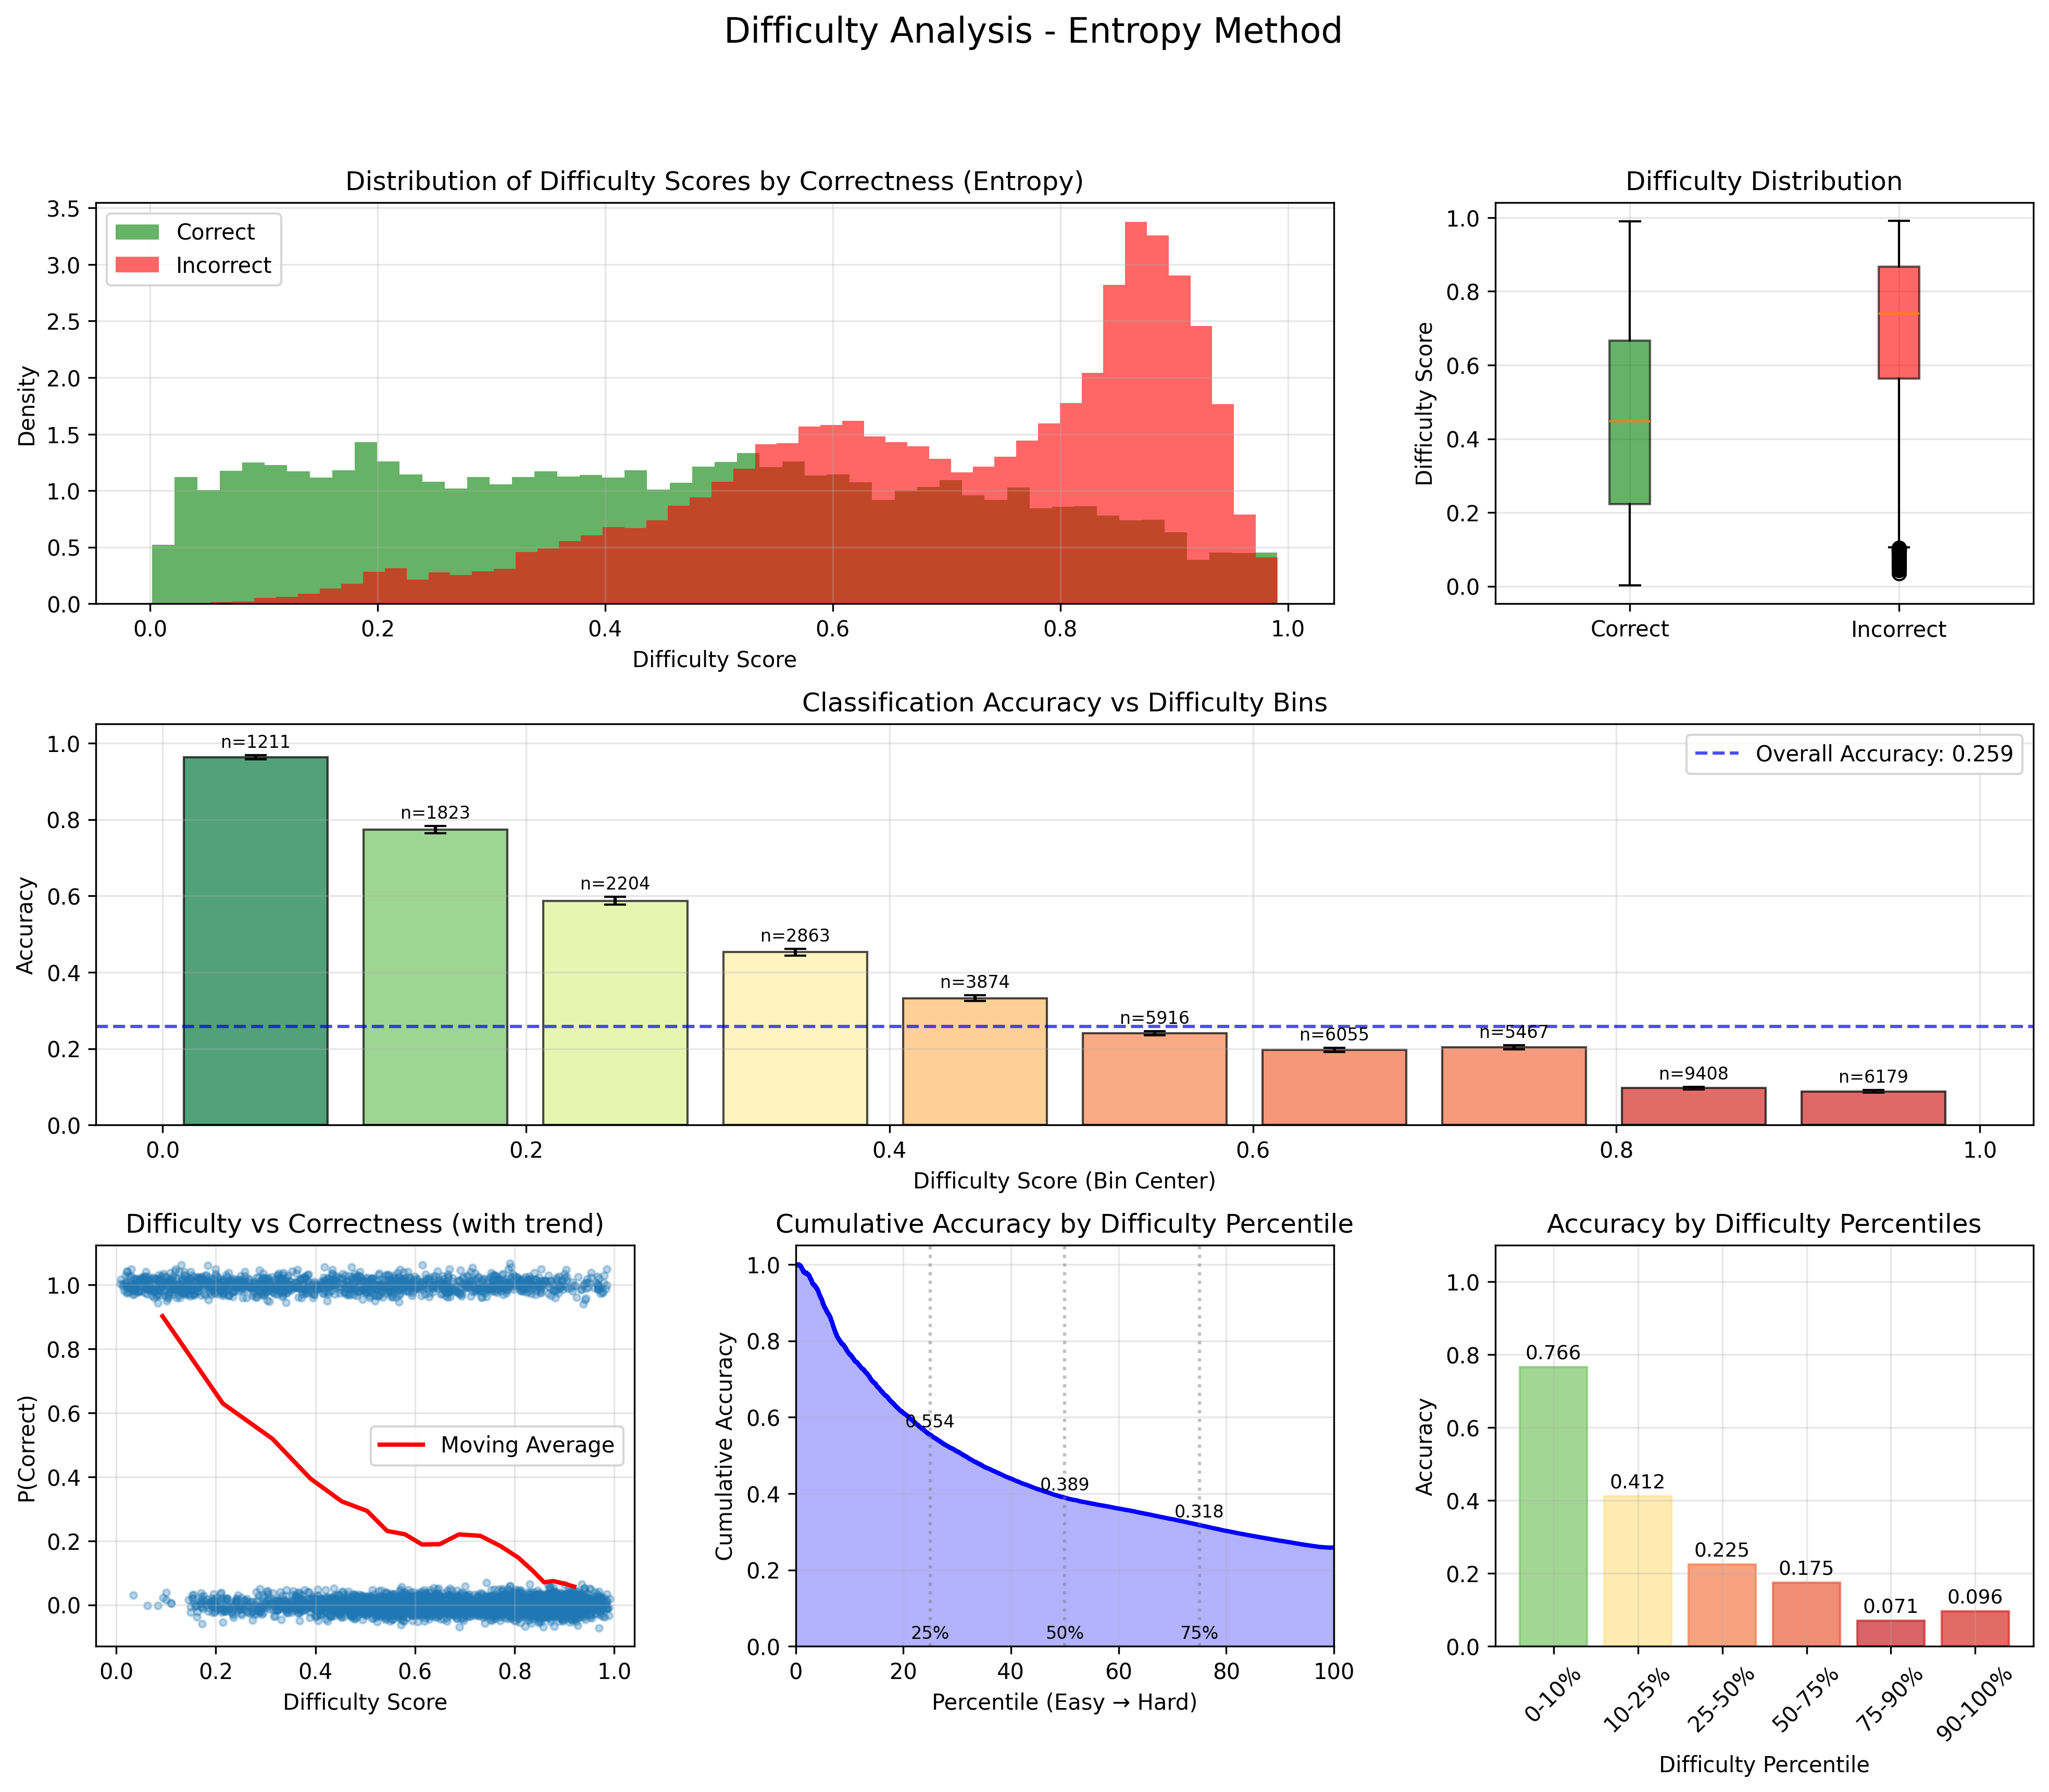 Difficulty Analysis - Entropy Method
Distribution of Difficulty Scores by Correctness (Entropy)
3.5
3.0
2.5
2.0
1.5
1.0
0.5
0.0
Density
Correct
Incorrect
0.0 0.2 0.4 0.6 0.8 1.0
Difficulty Score
Difficulty Distribution
1.0
0.8
0.6
0.4
0.2
0.0
Difficulty Score
Correct Incorrect
Classification Accuracy vs Difficulty Bins
1.0
0.8
0.6
0.4
0.2
0.0
Accuracy
n=1211
n=1823
n=2204
n=2863
n=3874
n=5916
n=6055
n=5467
n=9408
n=6179
Overall Accuracy: 0.259
0.0 0.2 0.4 0.6 0.8 1.0
Difficulty Score (Bin Center)
Difficulty vs Correctness (with trend)
1.0
0.8
0.6
0.4
0.2
0.0
P(Correct)
Moving Average
0.0 0.2 0.4 0.6 0.8 1.0
Difficulty Score
Cumulative Accuracy by Difficulty Percentile
1.0
0.8
0.6
0.4
0.2
0.0
Cumulative Accuracy
0.554
0.389
0.318
25% 50% 75%
0 20 40 60 80 100
Percentile (Easy → Hard)
Accuracy by Difficulty Percentiles
1.0
0.8
0.6
0.4
0.2
0.0
Accuracy
0.766
0.412
0.225
0.175
0.071
0.096
0-10%
10-25%
25-50%
50-75%
75-90%
90-100%
Difficulty Percentile